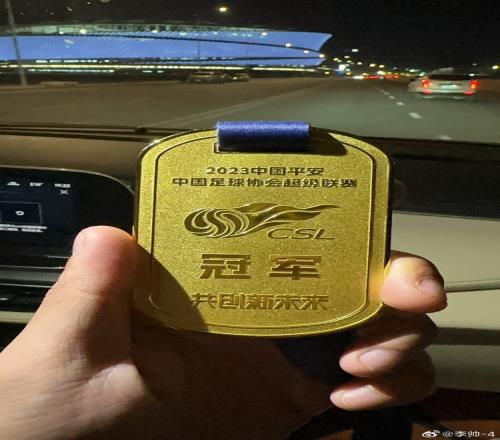 2023中国平安
中国足球协会超级联赛
CSL
冠军
共创新未来
@李帅-4